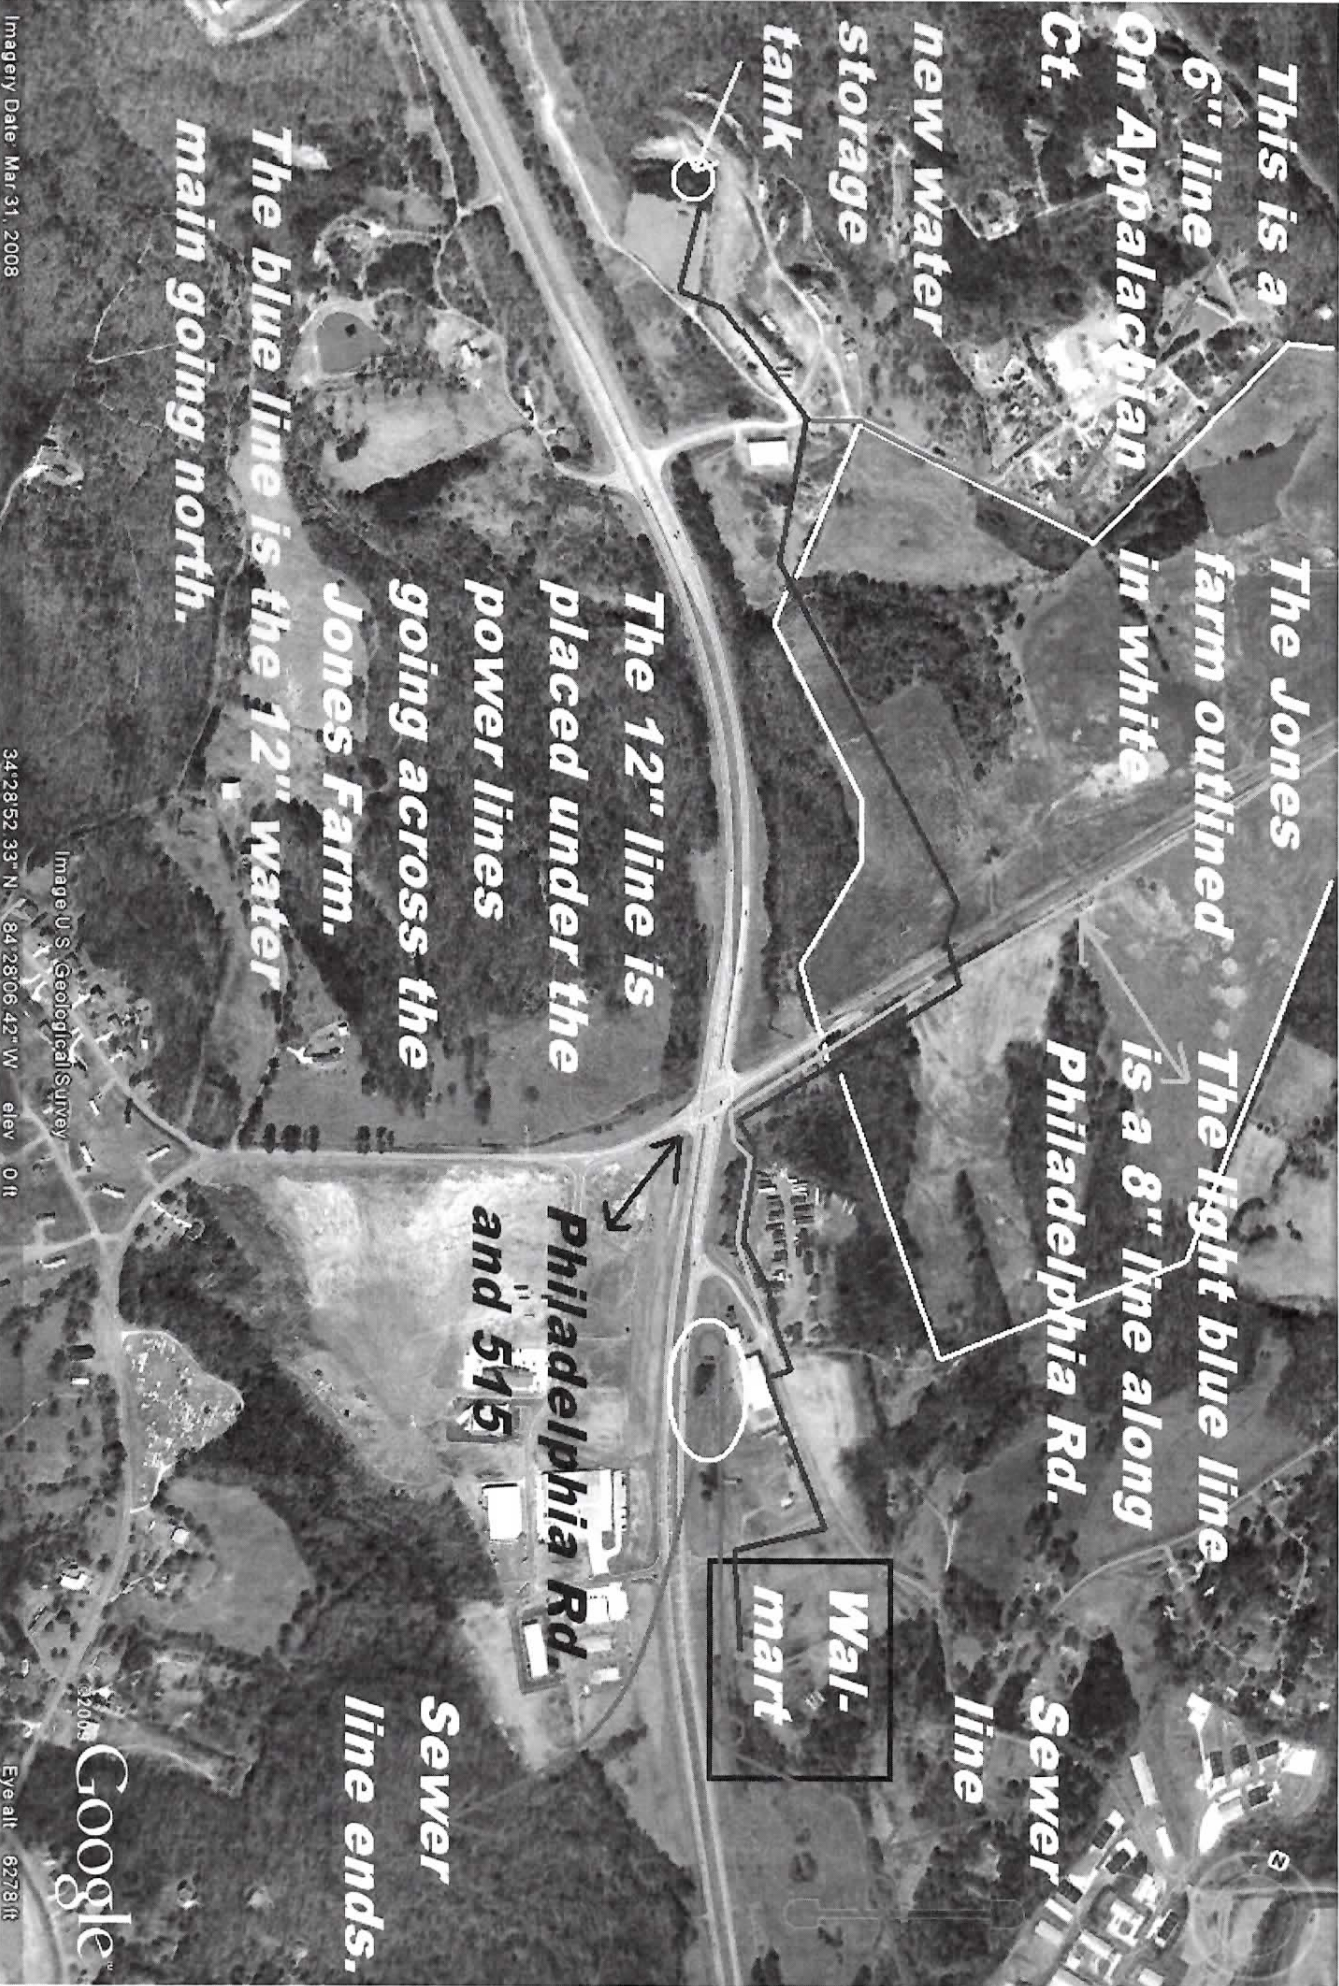 This is a
6" line
On Appalachian
Ct.
new water
storage
tank
The Jones
farm outlined
in white
The light blue line
is a 8" line along
Philadelphia Rd.
The 12" line is
placed under the
power lines
going across the
Jones Farm.
The blue line is the 12" water
main going north.
Wal-
mart
Sewer
line
Philadelphia Rd.
and 515
Sewer
line ends.
N
Image U.S. Geological Survey
Google
Imagery Date: Mar 31, 2008
34°28'52.33" N 84°28'06.42" W elev 0 ft
Eye alt 6278 ft